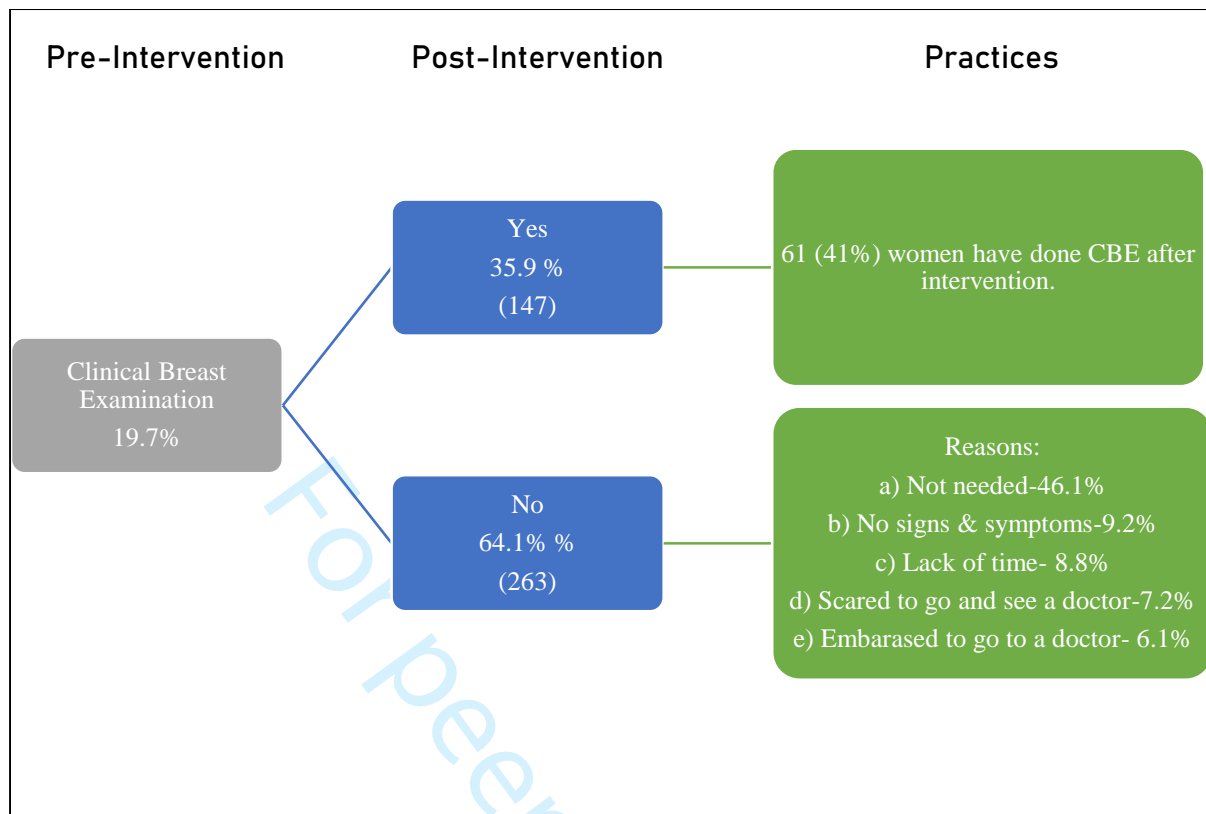 Pre-Intervention
Post-Intervention
Practices
Clinical Breast
Examination
19.7%
Yes
35.9 %
(147)
61 (41%) women have done CBE after
intervention.
No
64.1% %
(263)
Reasons:
a) Not needed-46.1%
b) No signs & symptoms-9.2%
c) Lack of time- 8.8%
d) Scared to go and see a doctor-7.2%
e) Embarased to go to a doctor- 6.1%
For peer